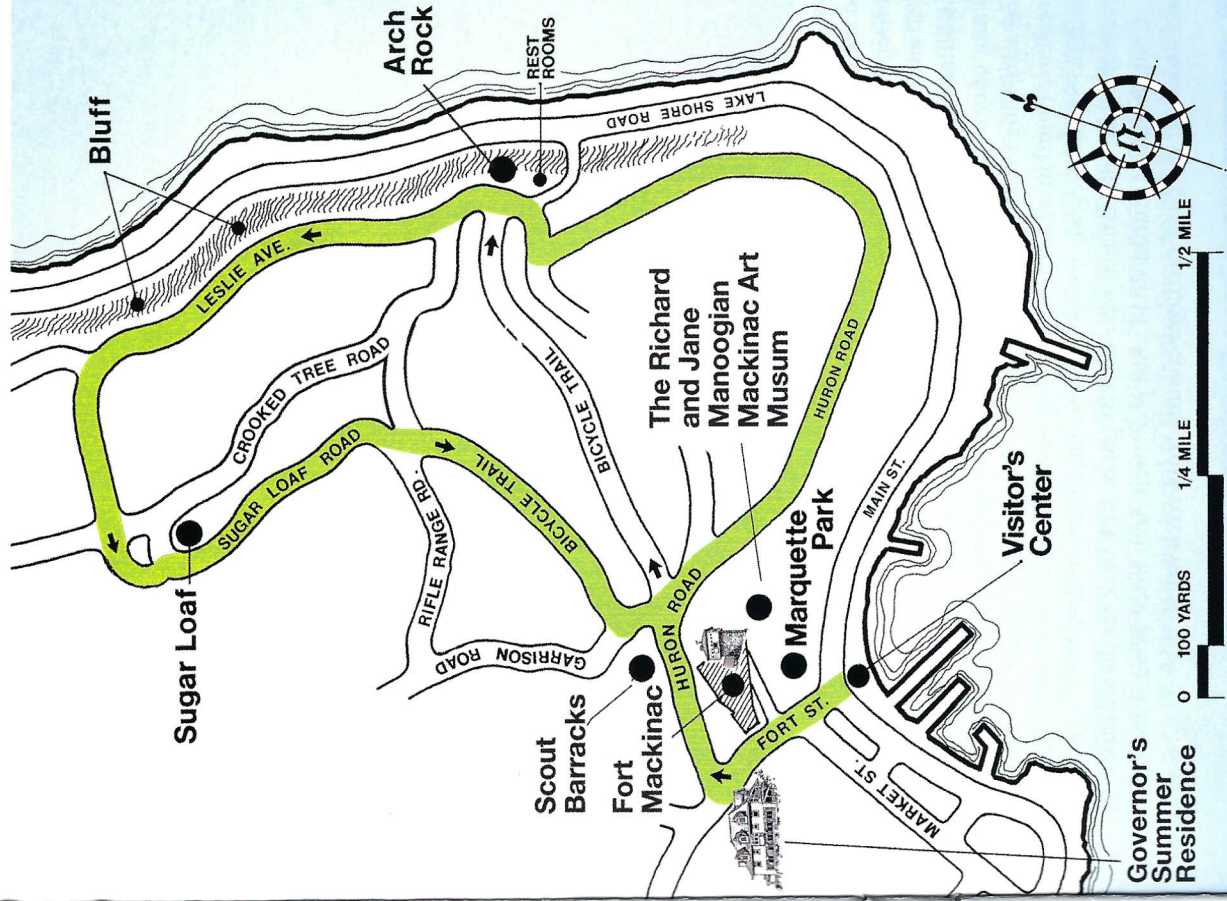 Bluff
Arch
Rock
REST
ROOMS
LAKE SHORE ROAD
LESLIE AVE.
CROOKED TREE ROAD
SUGAR LOAF ROAD
Sugar Loaf
RIFLE RANGE RD.
BICYCLE TRAIL
BICYCLE TRAIL
GARRISON ROAD
The Richard
and Jane
Manoogian
Mackinac Art
Musum
HURON ROAD
HURON ROAD
Scout
Barracks
Fort
Mackinac
Marquette
Park
MAIN ST.
FORT ST.
MARKET ST.
Visitor's
Center
Governor's
Summer
Residence
0
100 YARDS
1/4 MILE
1/2 MILE